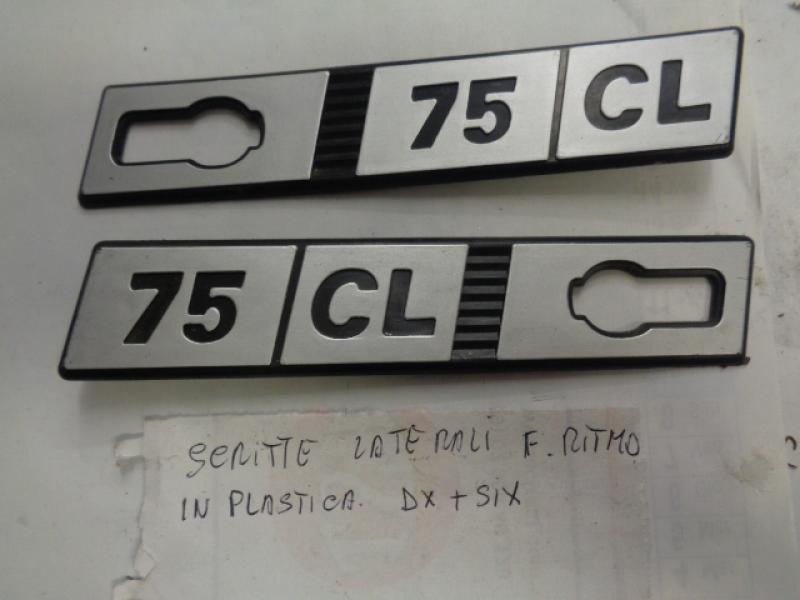 75 CL
75 CL
SCRITTE LATERALI F. RITMO
IN PLASTICA. DX + SIX